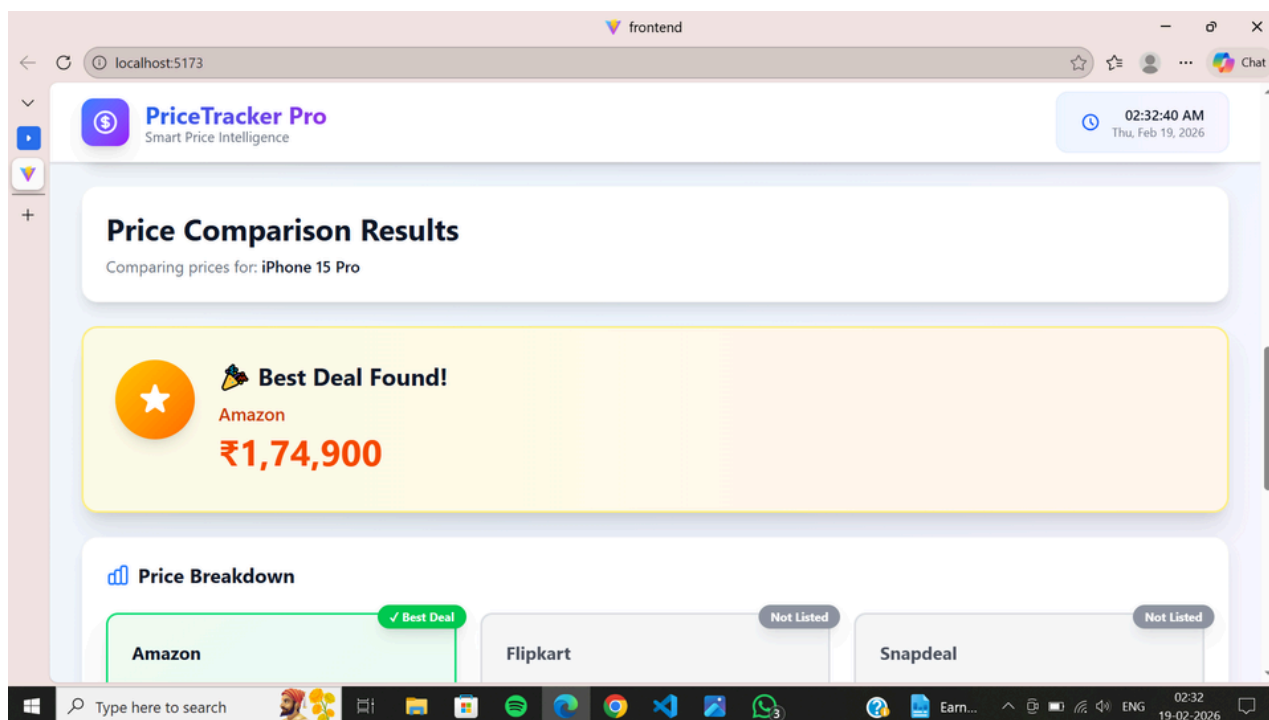 frontend
localhost:5173
Chat
PriceTracker Pro
Smart Price Intelligence
02:32:40 AM
Thu, Feb 19, 2026
Price Comparison Results
Comparing prices for: iPhone 15 Pro
Best Deal Found!
Amazon
₹1,74,900
Price Breakdown
✓ Best Deal
Amazon
Not Listed
Flipkart
Not Listed
Snapdeal
Type here to search
3
Earn...
ENG
02:32
19-02-2026